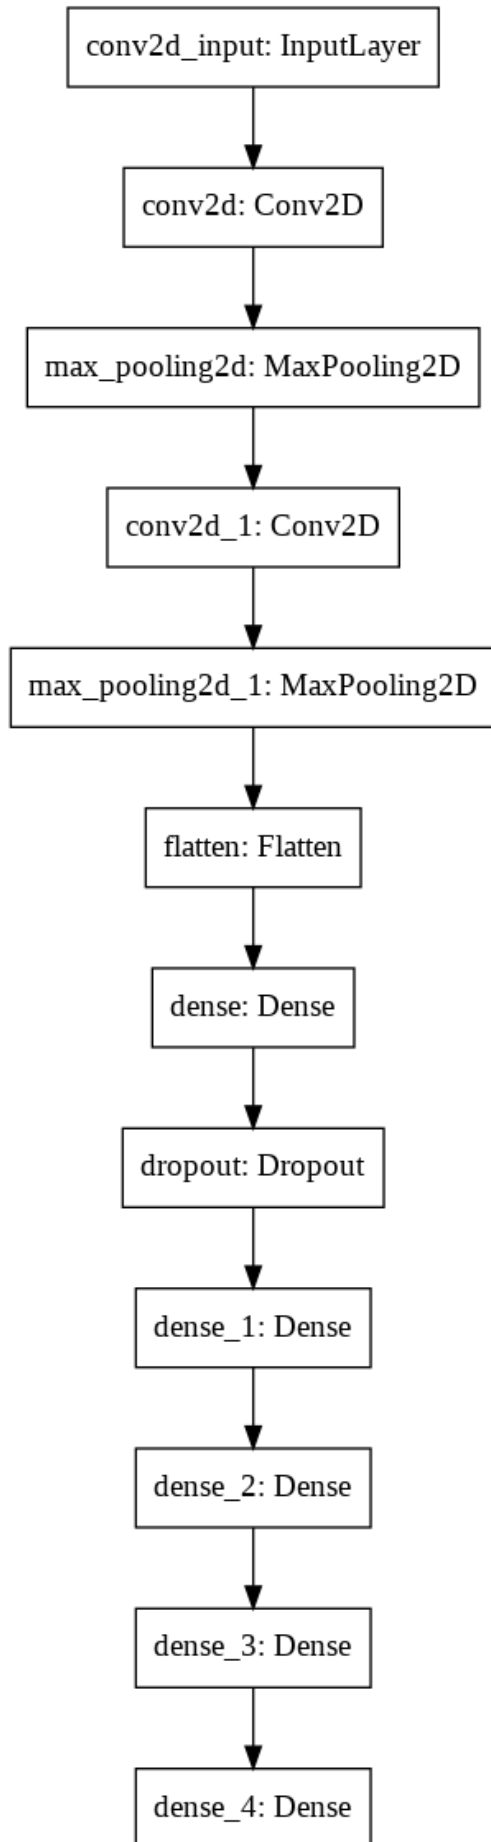 conv2d_input: InputLayer
conv2d: Conv2D
max_pooling2d: MaxPooling2D
conv2d_1: Conv2D
max_pooling2d_1: MaxPooling2D
flatten: Flatten
dense: Dense
dropout: Dropout
dense_1: Dense
dense_2: Dense
dense_3: Dense
dense_4: Dense